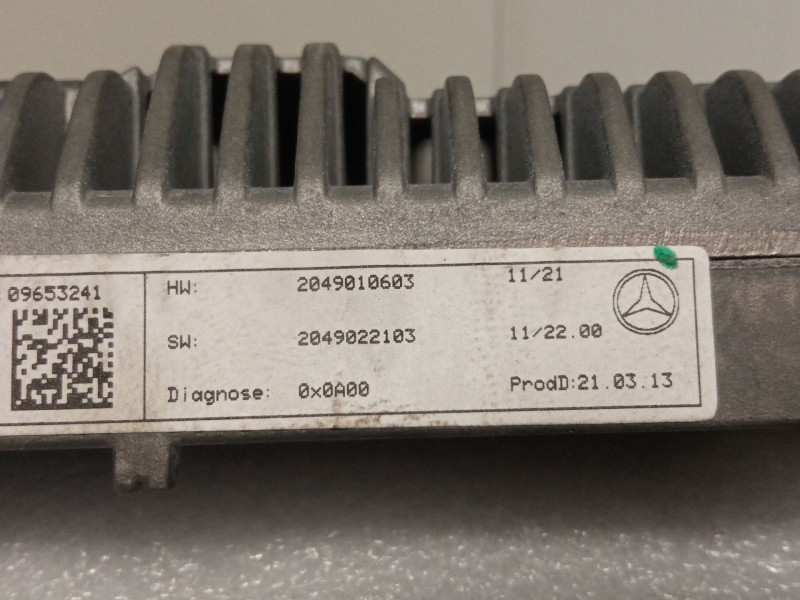 09653241
HW: 2049010603 11/21
SW: 2049022103 11/22.00
Diagnose: 0x0A00 ProdD:21.03.13